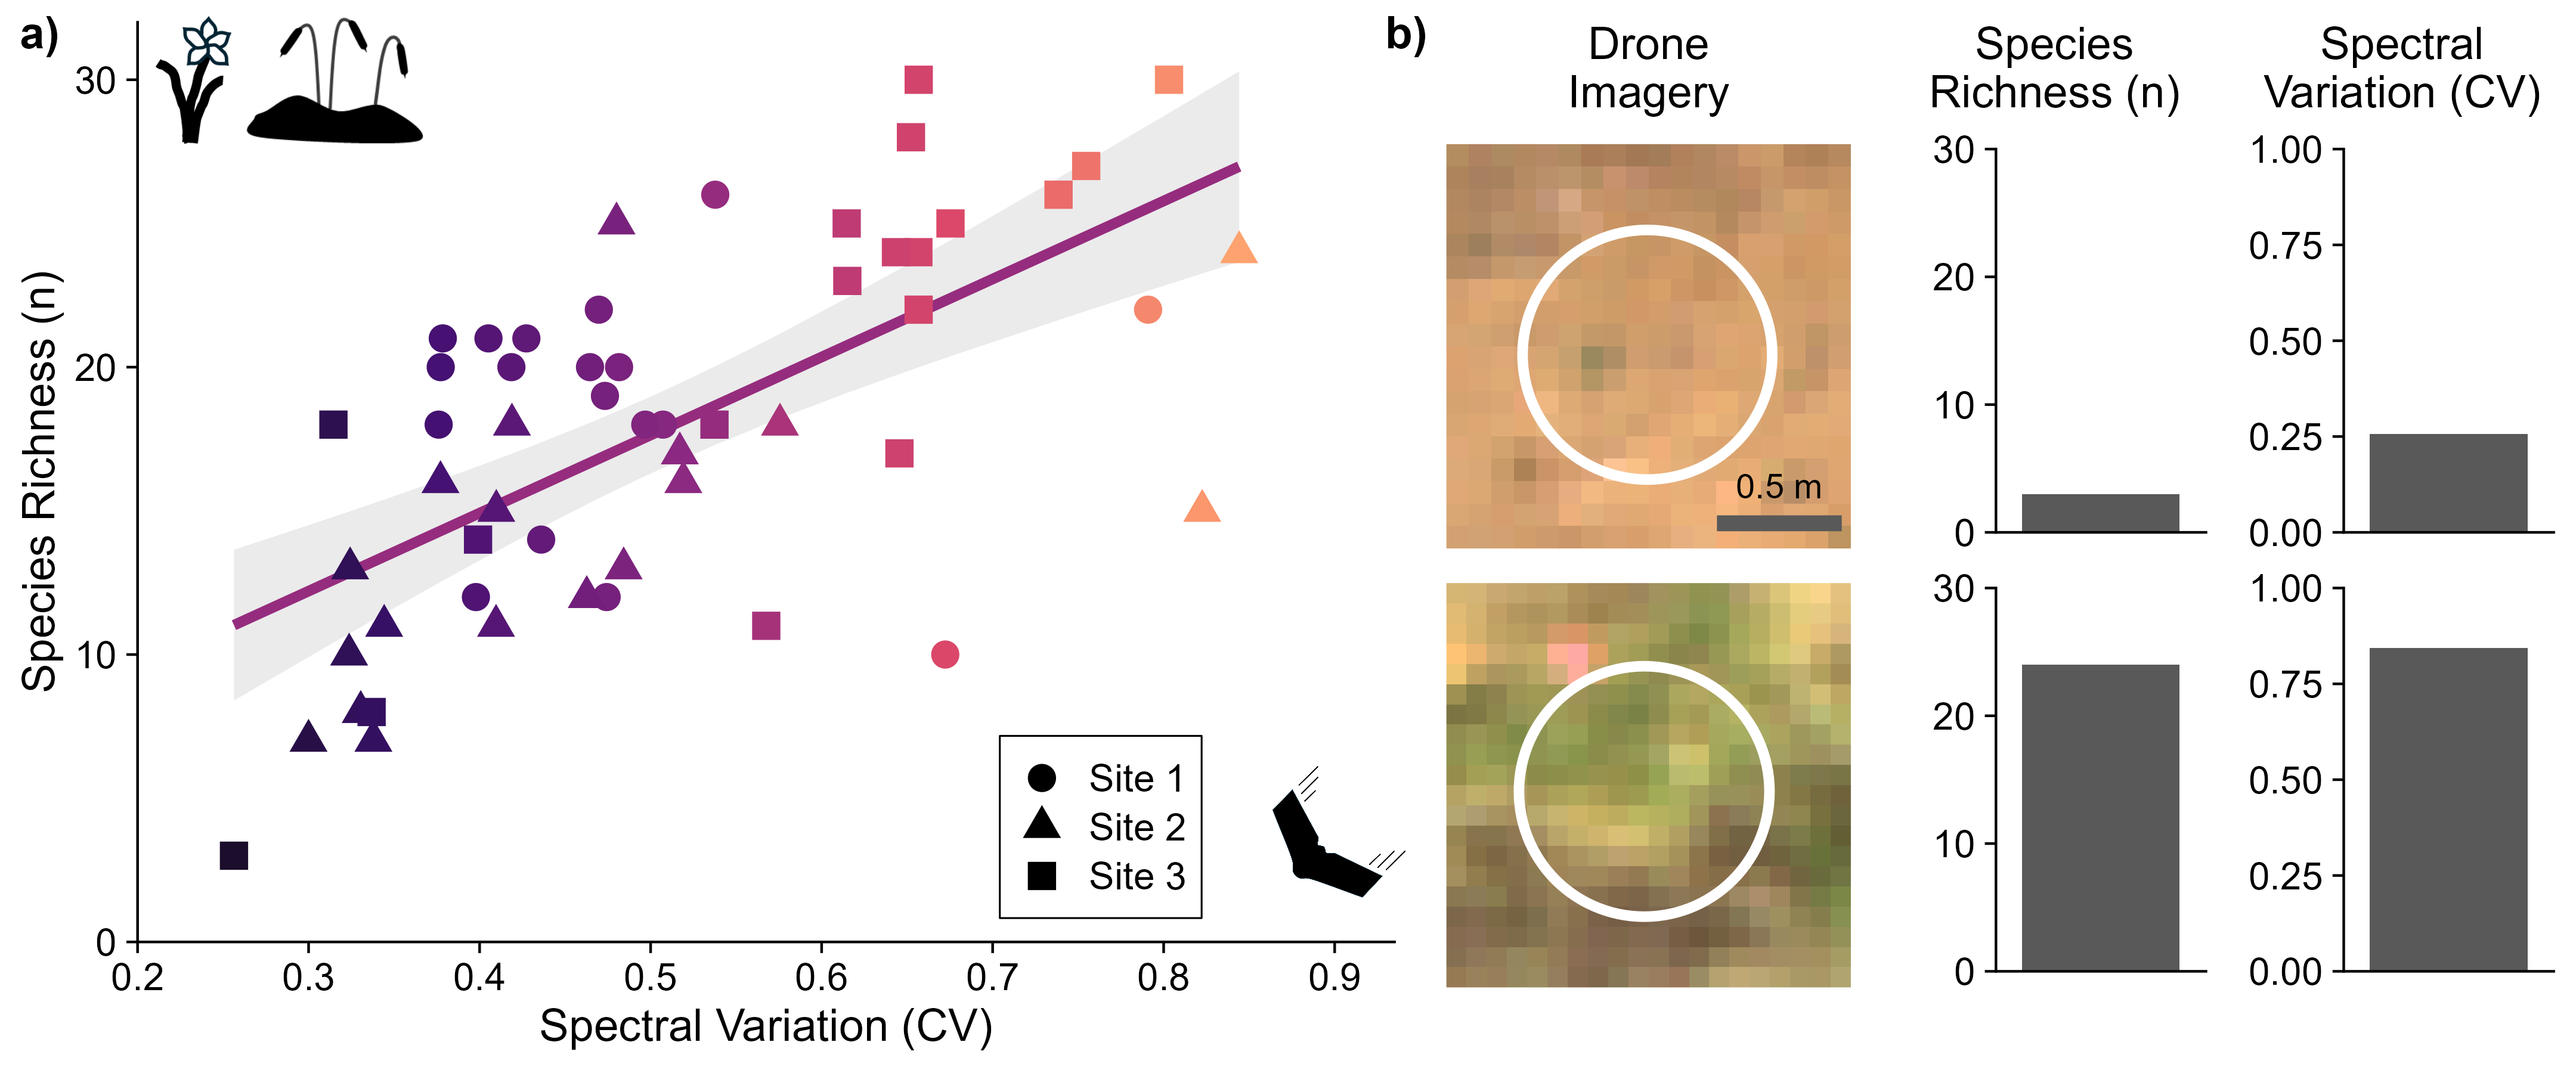 a)
Species Richness (n)
30
20
10
0
0.2 0.3 0.4 0.5 0.6 0.7 0.8 0.9
Spectral Variation (CV)
Site 1
Site 2
Site 3
b)
Drone
Imagery
Species
Richness (n)
Spectral
Variation (CV)
0.5 m
30
20
10
0
1.00
0.75
0.50
0.25
0.00
30
20
10
0
1.00
0.75
0.50
0.25
0.00